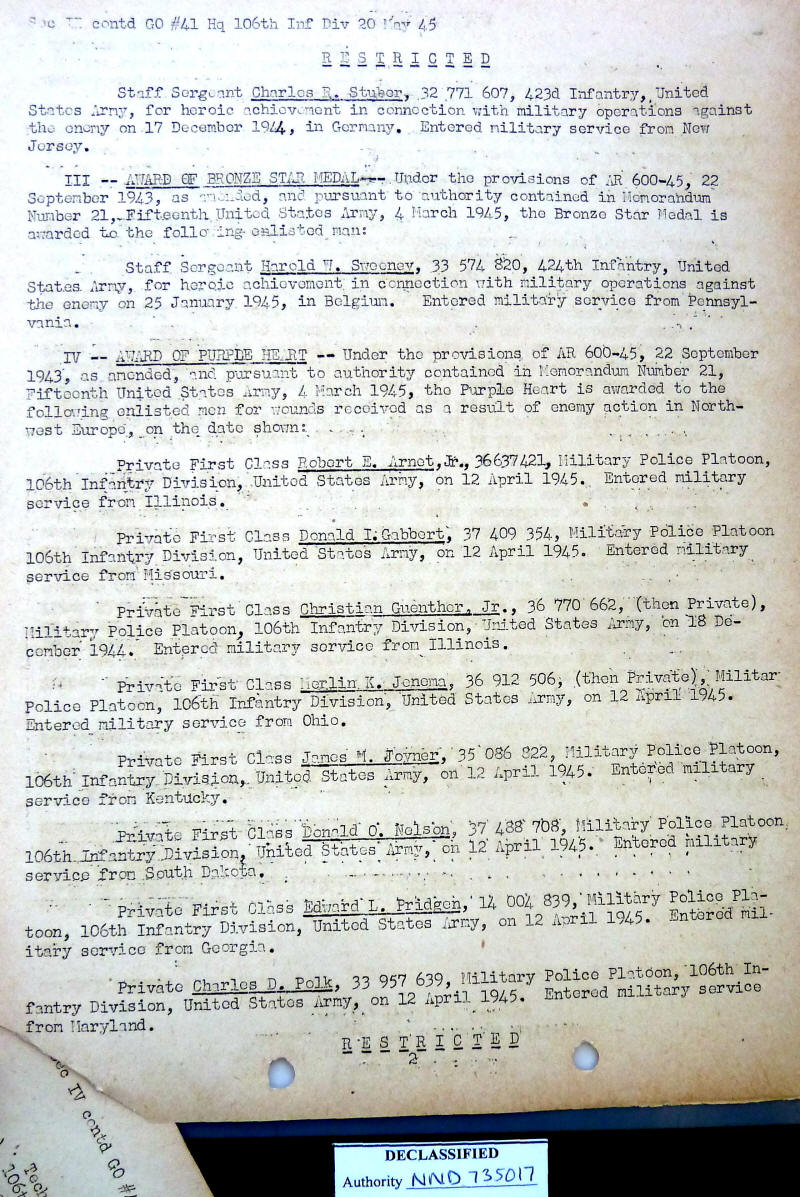 Sec II contd GO #41 Hq 106th Inf Div 20 May 45
R E S T R I C T E D
Staff Sergeant Charles R. Stuber, 32 771 607, 423d Infantry, United
States Army, for heroic achievement in connection with military operations against
the enemy on 17 December 1944, in Germany. Entered military service from New
Jersey.
III -- AWARD OF BRONZE STAR MEDAL -- Under the provisions of AR 600-45, 22
September 1943, as amended, and pursuant to authority contained in Memorandum
Number 21, Fifteenth United States Army, 4 March 1945, the Bronze Star Medal is
awarded to the following enlisted man:
Staff Sergeant Harold W. Sweeney, 33 574 820, 424th Infantry, United
States Army, for heroic achievement in connection with military operations against
the enemy on 25 January 1945, in Belgium. Entered military service from Pennsyl-
vania.
IV -- AWARD OF PURPLE HEART -- Under the provisions of AR 600-45, 22 September
1943, as amended, and pursuant to authority contained in Memorandum Number 21,
Fifteenth United States Army, 4 March 1945, the Purple Heart is awarded to the
following enlisted men for wounds received as a result of enemy action in North-
west Europe, on the date shown:
Private First Class Robert E. Arnet, Jr., 36637421, Military Police Platoon,
106th Infantry Division, United States Army, on 12 April 1945. Entered military
service from Illinois.
Private First Class Donald I. Gabbert, 37 409 354, Military Police Platoon
106th Infantry Division, United States Army, on 12 April 1945. Entered military
service from Missouri.
Private First Class Christian Guenther, Jr., 36 770 662, (then Private),
Military Police Platoon, 106th Infantry Division, United States Army, on 18 De-
cember 1944. Entered military service from Illinois.
Private First Class Merlin K. Jenema, 36 912 506, (then Private), Militar
Police Platoon, 106th Infantry Division, United States Army, on 12 April 1945.
Entered military service from Ohio.
Private First Class James M. Joyner, 35 086 822, Military Police Platoon,
106th Infantry Division, United States Army, on 12 April 1945. Entered military
service from Kentucky.
Private First Class Donald O. Nelson, 37 488 708, Military Police Platoon,
106th Infantry Division, United States Army, on 12 April 1945. Entered military
service from South Dakota.
Private First Class Edward L. Pridgen, 14 004 839, Military Police Pla-
toon, 106th Infantry Division, United States Army, on 12 April 1945. Entered mil-
itary service from Georgia.
Private Charles D. Polk, 33 957 639, Military Police Platoon, 106th In-
fantry Division, United States Army, on 12 April 1945. Entered military service
from Maryland.
R E S T R I C T E D
2
Sec IV contd GO #
Tech
106t
DECLASSIFIED
Authority NND 735017